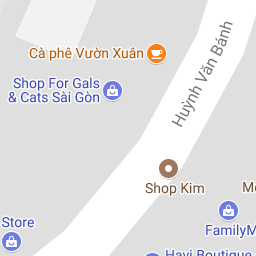 Cà phê Vườn Xuân
Huỳnh Văn Bánh
Shop For Gals
& Cats Sài Gòn
Shop Kim
FamilyM
Store
Havi Boutique